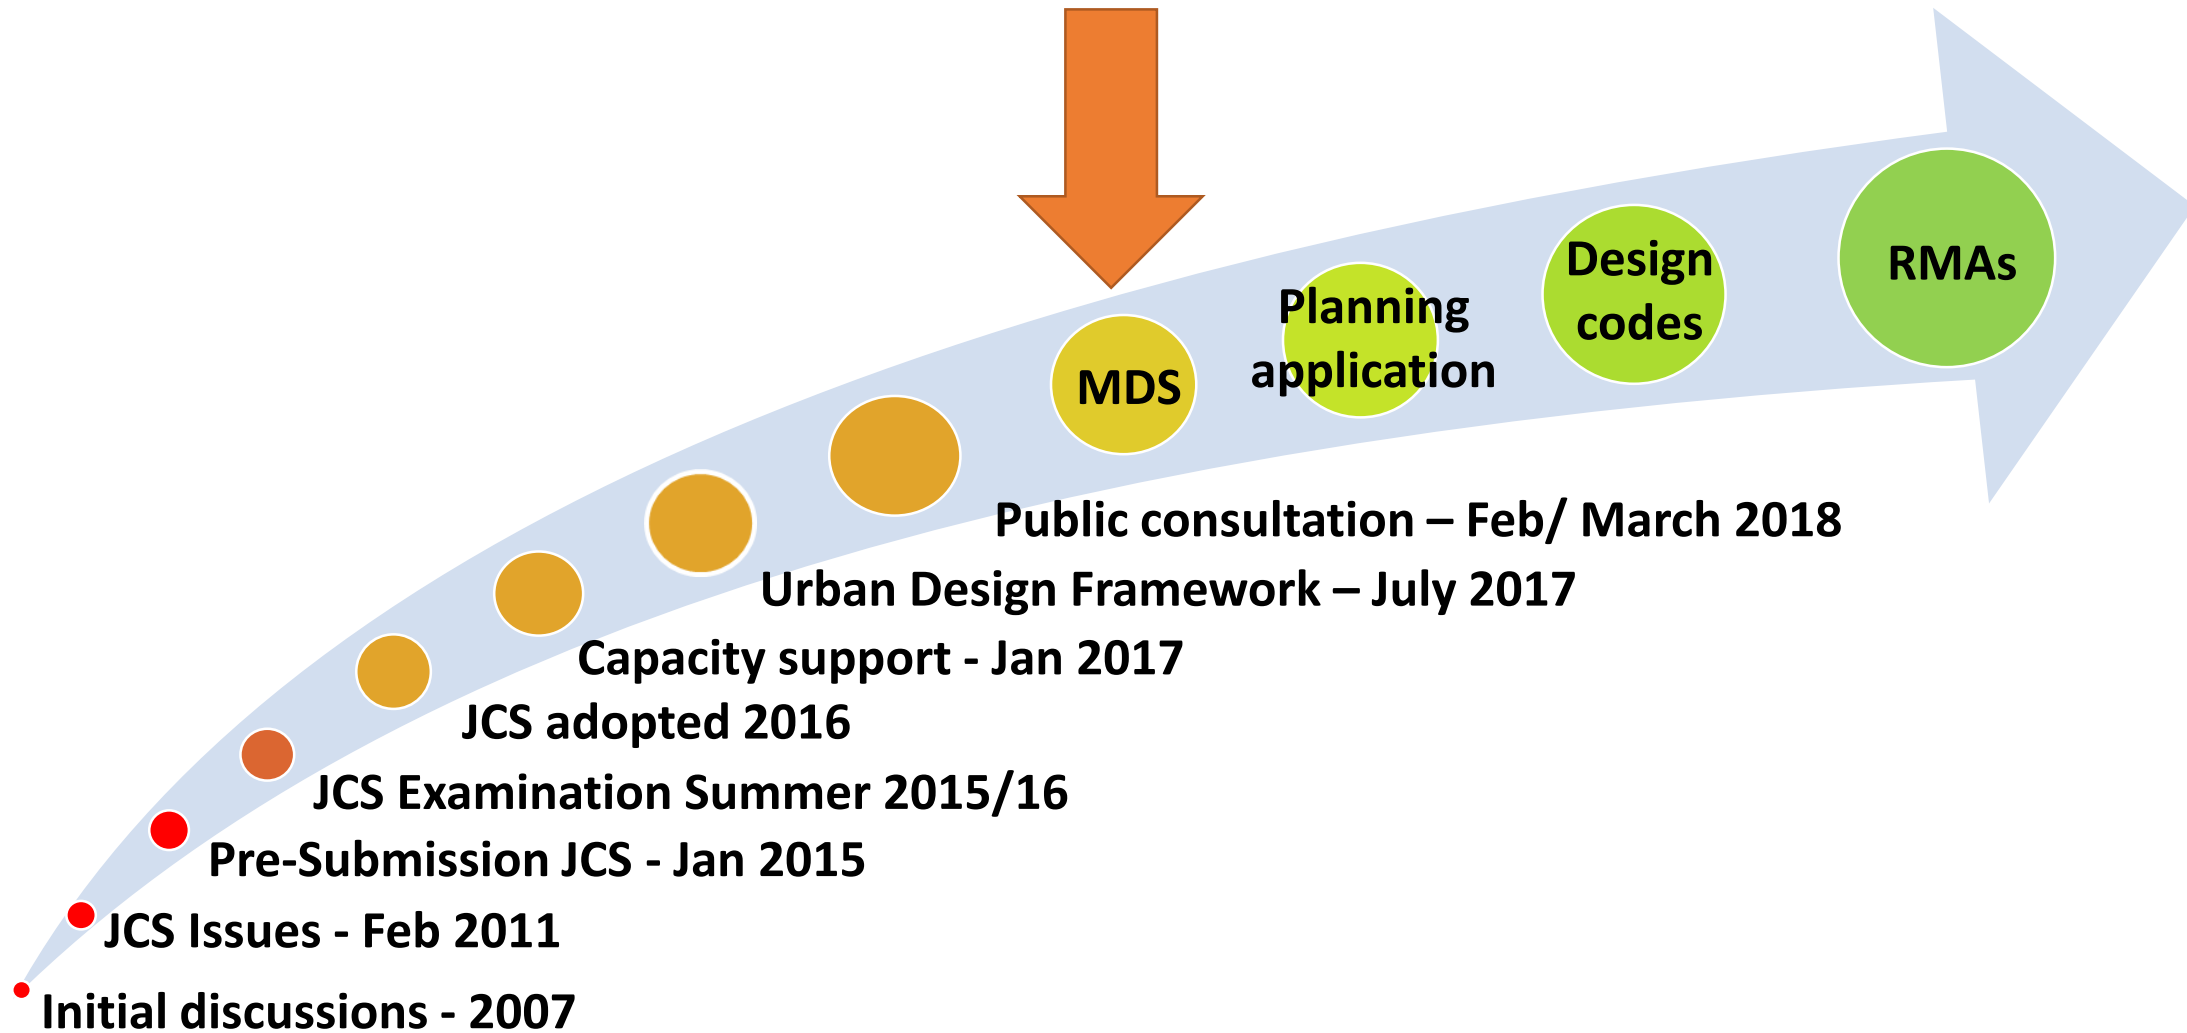 Design
codes
RMAs
Planning
application
MDS
Public consultation – Feb/ March 2018
Urban Design Framework – July 2017
Capacity support - Jan 2017
JCS adopted 2016
JCS Examination Summer 2015/16
Pre-Submission JCS - Jan 2015
JCS Issues - Feb 2011
Initial discussions - 2007